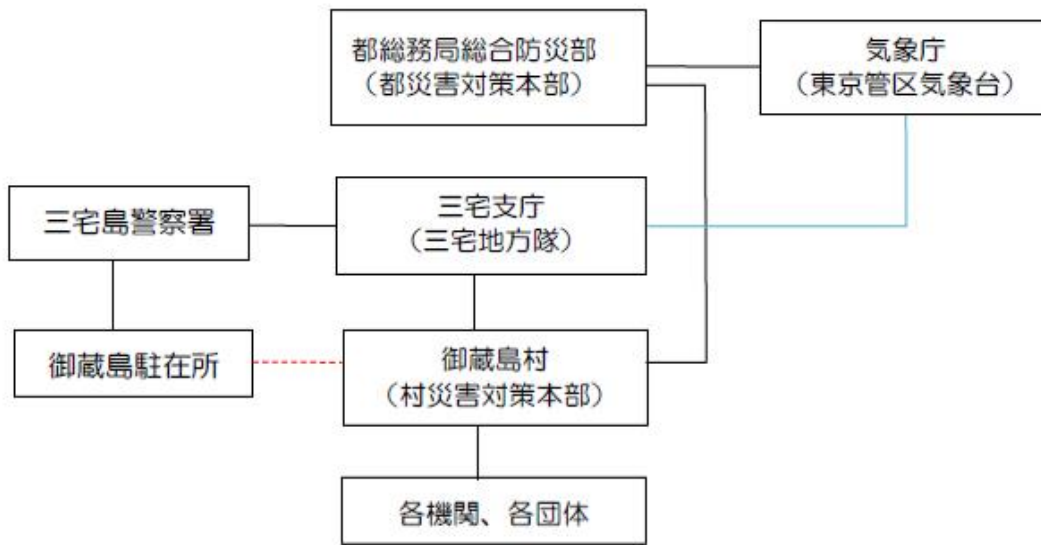 都総務局総合防災部
（都災害対策本部）
気象庁
（東京管区気象台）
三宅島警察署
三宅支庁
（三宅地方隊）
御蔵島駐在所
御蔵島村
（村災害対策本部）
各機関、各団体